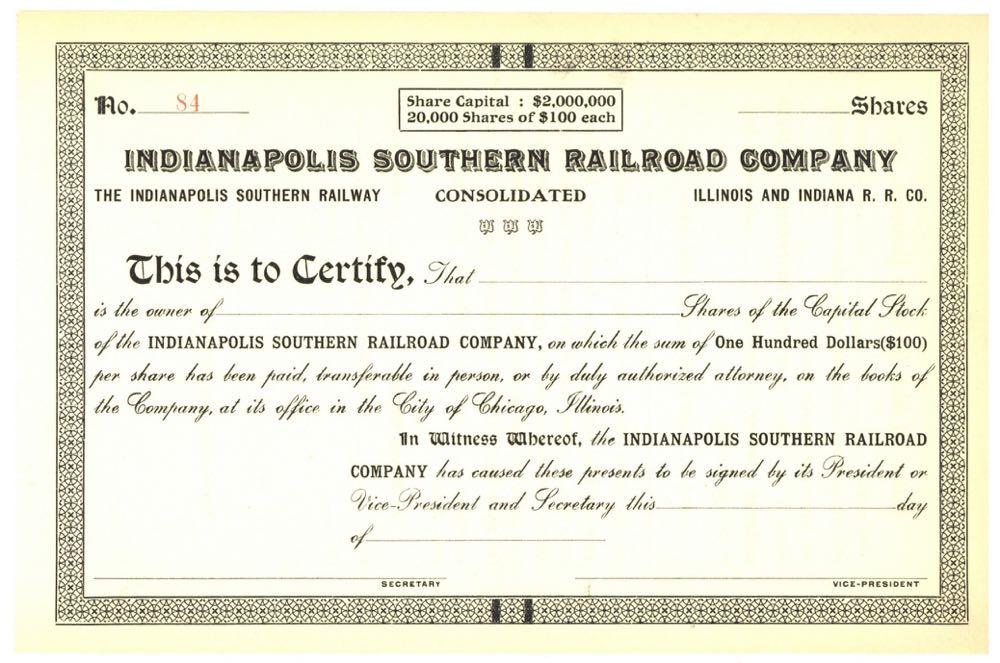 No. 84
Share Capital : $2,000,000
20,000 Shares of $100 each
Shares
INDIANAPOLIS SOUTHERN RAILROAD COMPANY
THE INDIANAPOLIS SOUTHERN RAILWAY CONSOLIDATED ILLINOIS AND INDIANA R. R. CO.
This is to Certify, That
is the owner of Shares of the Capital Stock
of the INDIANAPOLIS SOUTHERN RAILROAD COMPANY, on which the sum of One Hundred Dollars($100)
per share has been paid, transferable in person, or by duly authorized attorney, on the books of
the Company, at its office in the City of Chicago, Illinois.
In Witness Whereof, the INDIANAPOLIS SOUTHERN RAILROAD
COMPANY has caused these presents to be signed by its President or
Vice-President and Secretary this day
of
SECRETARY VICE-PRESIDENT